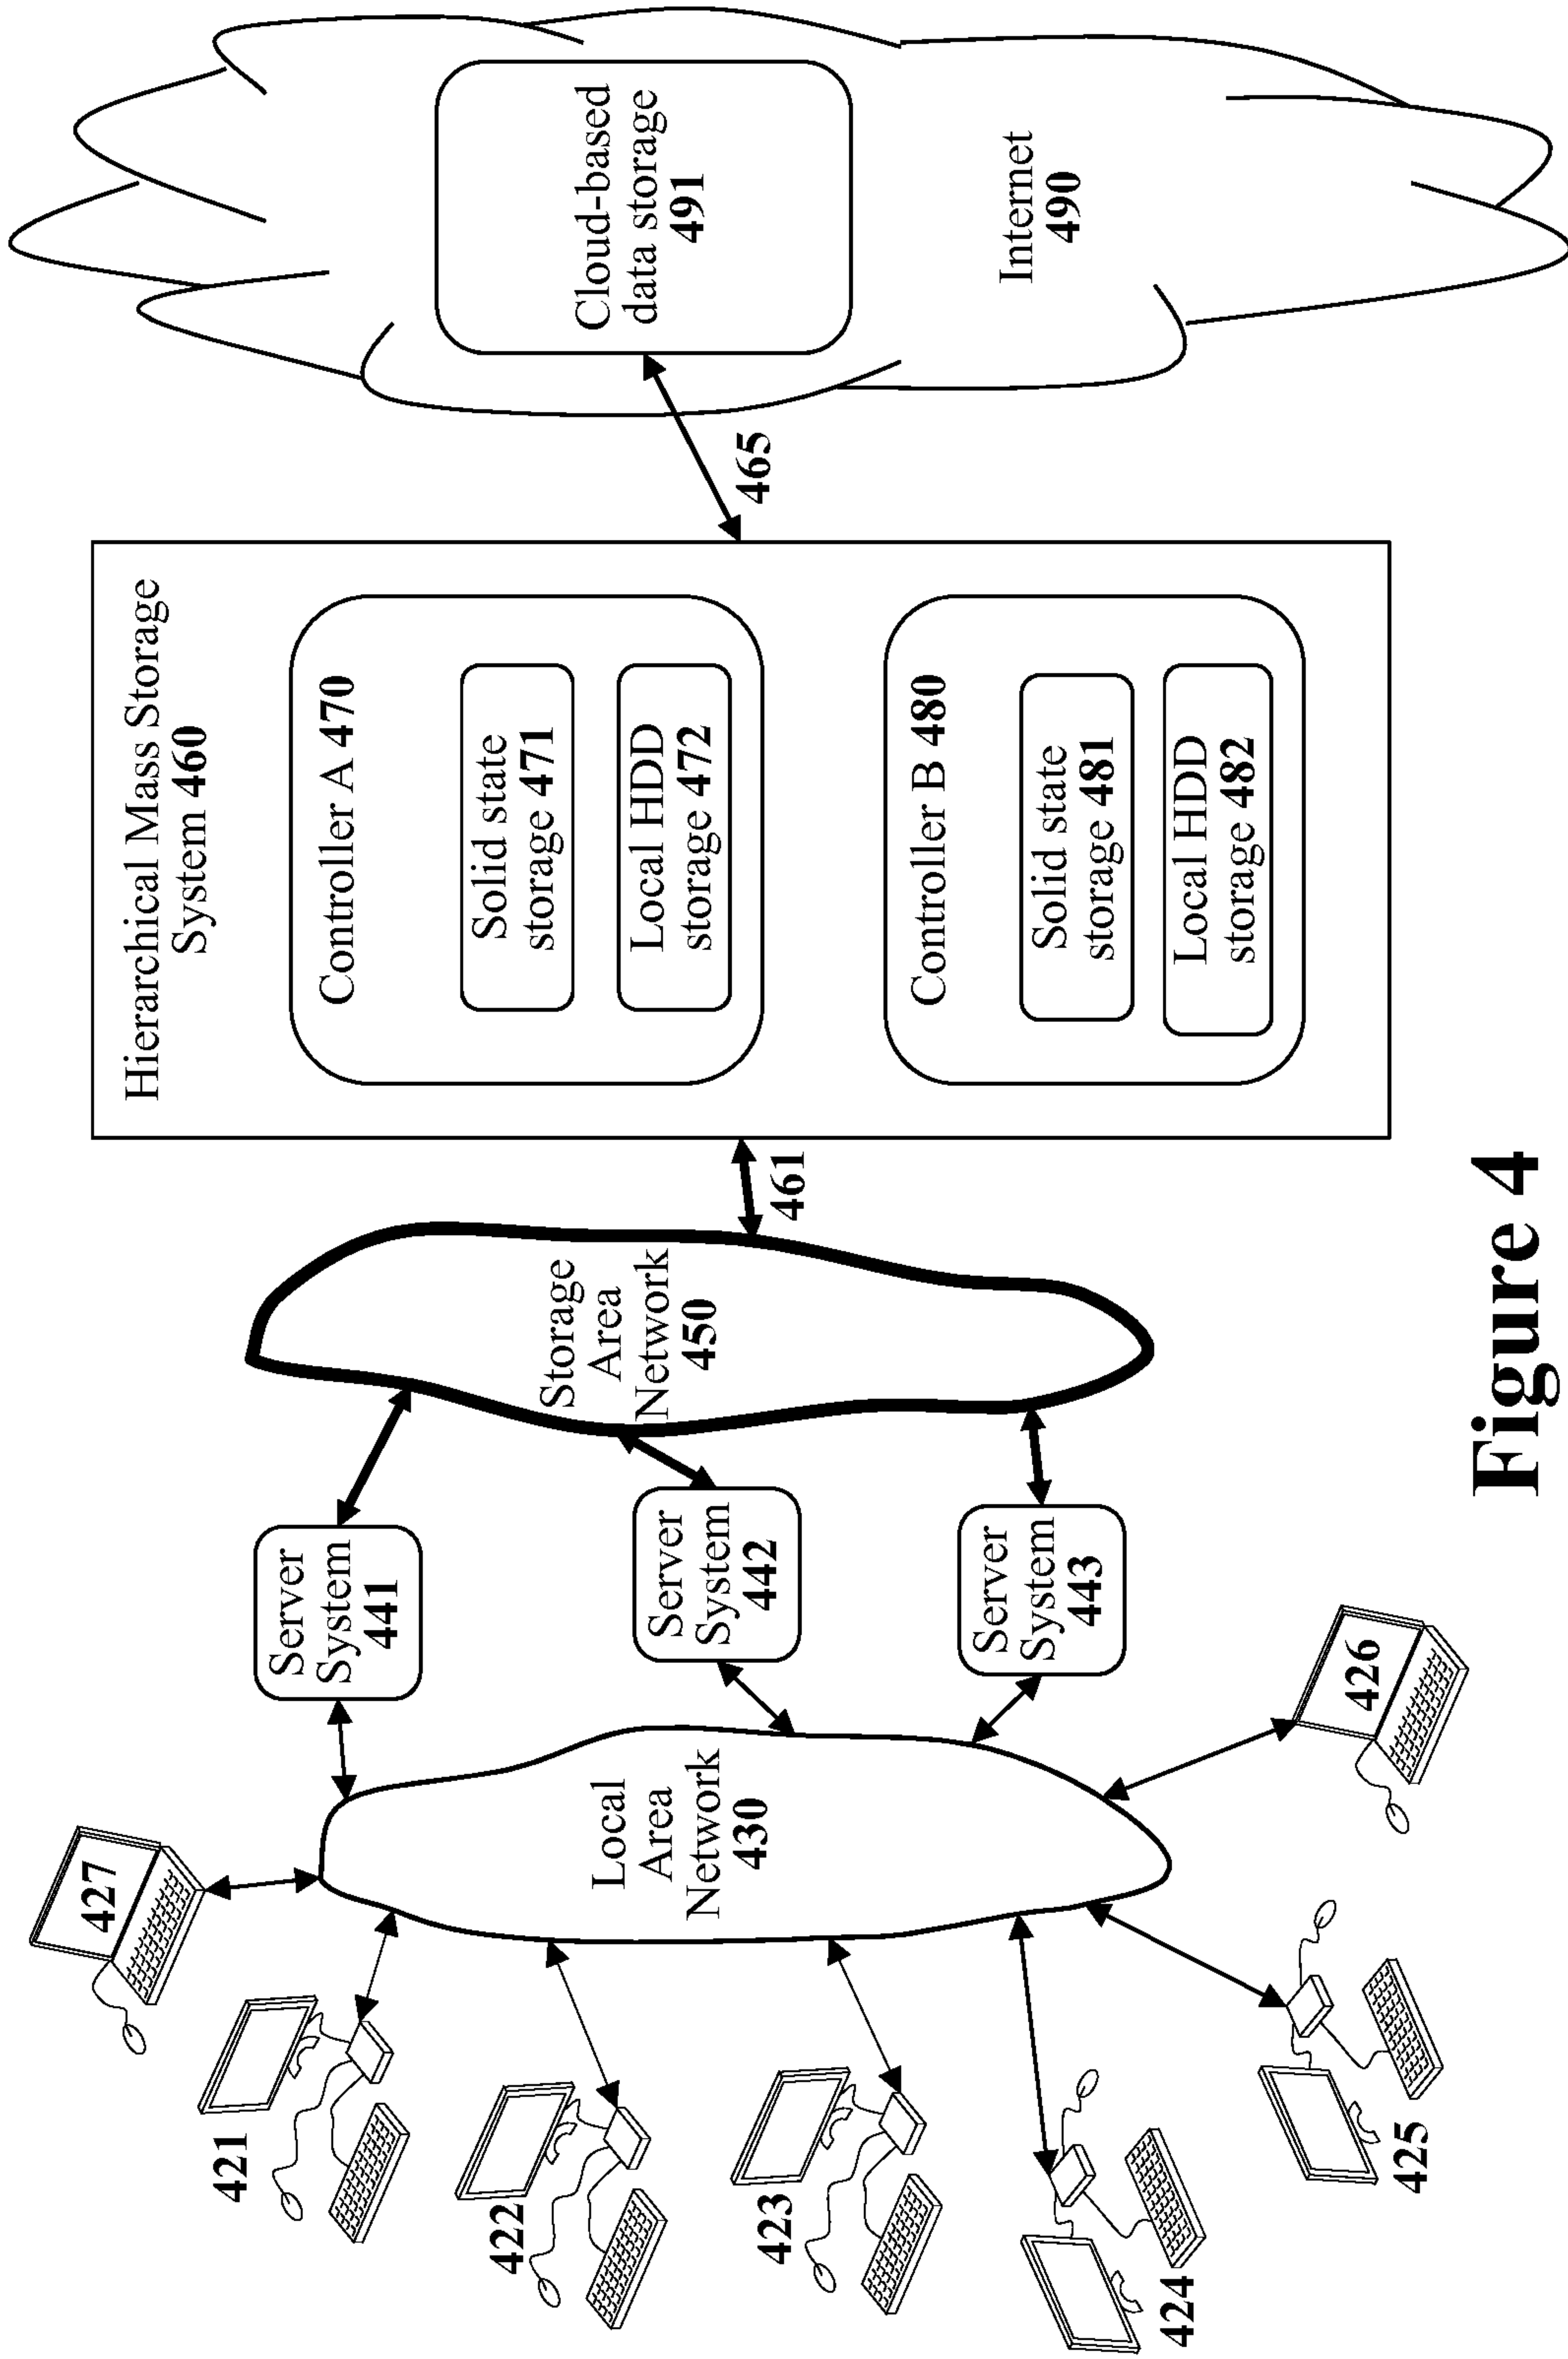 427
421
422
423
424
425
426
Local
Area
Network
430
Server
System
441
Server
System
442
Server
System
443
Storage
Area
Network
450
461
Hierarchical Mass Storage
System 460
Controller A 470
Solid state
storage 471
Local HDD
storage 472
Controller B 480
Solid state
storage 481
Local HDD
storage 482
465
Cloud-based
data storage
491
Internet
490
Figure 4